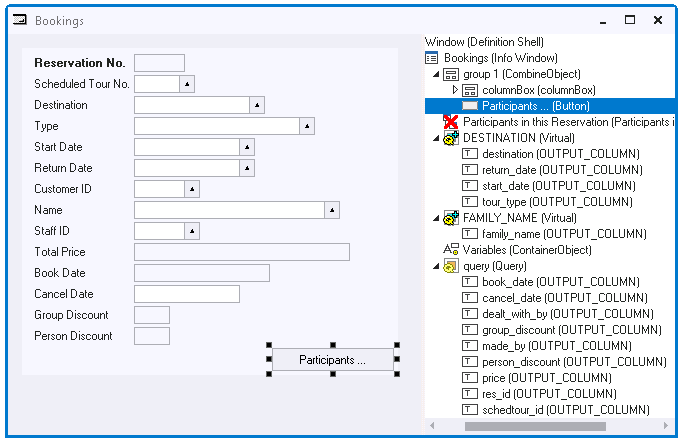 Bookings
Reservation No.
Scheduled Tour No.
Destination
Type
Start Date
Return Date
Customer ID
Name
Staff ID
Total Price
Book Date
Cancel Date
Group Discount
Person Discount
Participants ...
Window (Definition Shell)
Bookings (Info Window)
group 1 (CombineObject)
columnBox (columnBox)
Participants ... (Button)
Participants in this Reservation (Participants i
DESTINATION (Virtual)
destination (OUTPUT_COLUMN)
return_date (OUTPUT_COLUMN)
start_date (OUTPUT_COLUMN)
tour_type (OUTPUT_COLUMN)
FAMILY_NAME (Virtual)
family_name (OUTPUT_COLUMN)
Variables (ContainerObject)
query (Query)
book_date (OUTPUT_COLUMN)
cancel_date (OUTPUT_COLUMN)
dealt_with_by (OUTPUT_COLUMN)
group_discount (OUTPUT_COLUMN)
made_by (OUTPUT_COLUMN)
person_discount (OUTPUT_COLUMN)
price (OUTPUT_COLUMN)
res_id (OUTPUT_COLUMN)
schedtour_id (OUTPUT_COLUMN)